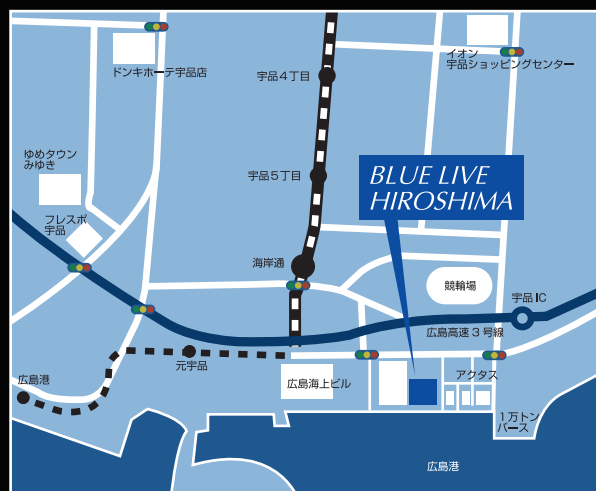 イオン
宇品ショッピングセンター
ドンキホーテ宇品店
宇品4丁目
ゆめタウン
みゆき
BLUE LIVE
HIROSHIMA
宇品5丁目
フレスポ
宇品
海岸通
競輪場
宇品IC
広島高速3号線
元宇品
広島港
広島海上ビル
アクタス
1万トン
バース
広島港